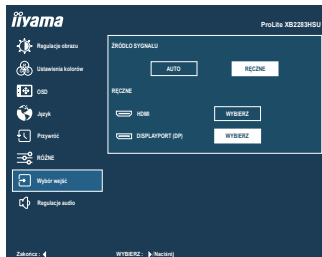 iiyama
ProLite XB2283HSU
Regulacje obrazu
Ustawienia kolorów
OSD
Język
Przywróć
RÓŻNE
Wybór wejść
Regulacje audio
ŹRÓDŁO SYGNAŁU
AUTO RĘCZNE
RĘCZNE
HDMI WYBIERZ
DISPLAYPORT (DP) WYBIERZ
Zakończ : WYBIERZ : /Naciśnij